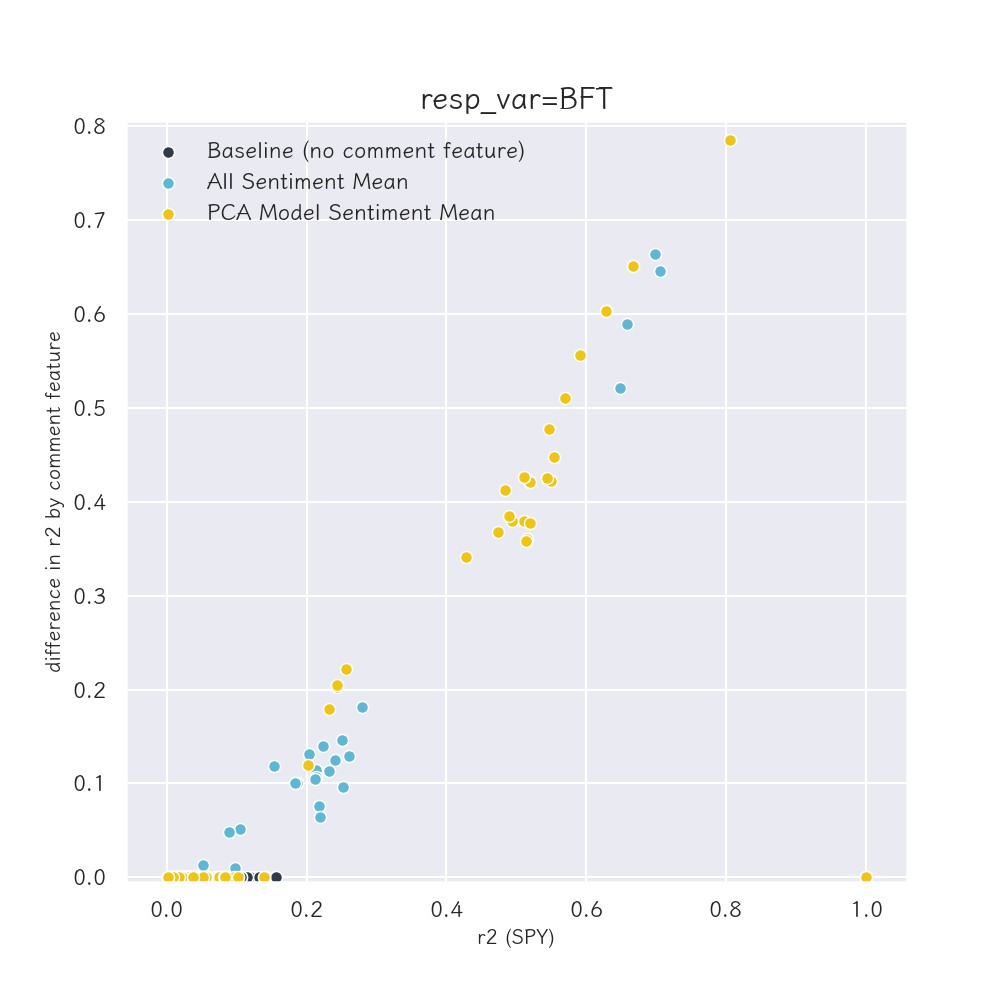 resp_var=BFT
Baseline (no comment feature)
All Sentiment Mean
PCA Model Sentiment Mean
difference in r2 by comment feature
0.8
0.7
0.6
0.5
0.4
0.3
0.2
0.1
0.0
0.0 0.2 0.4 0.6 0.8 1.0
r2 (SPY)